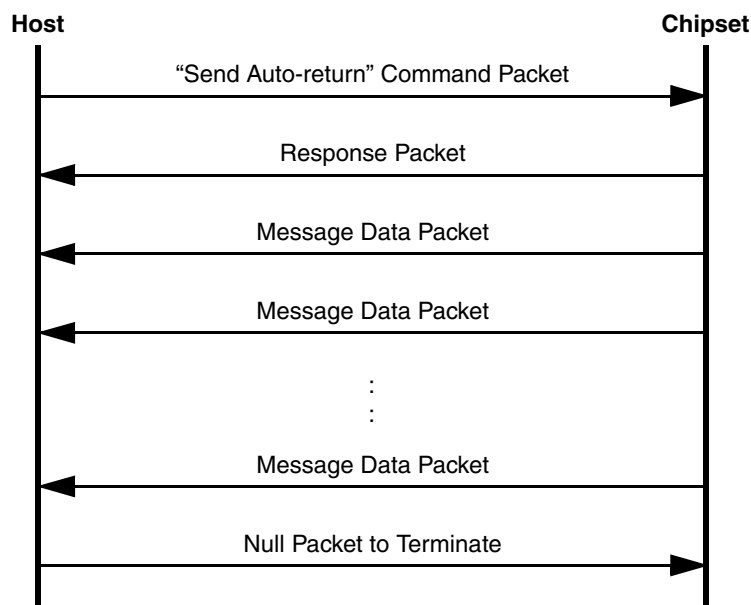 Host
Chipset
“Send Auto-return” Command Packet
Response Packet
Message Data Packet
Message Data Packet
:
:
Message Data Packet
Null Packet to Terminate